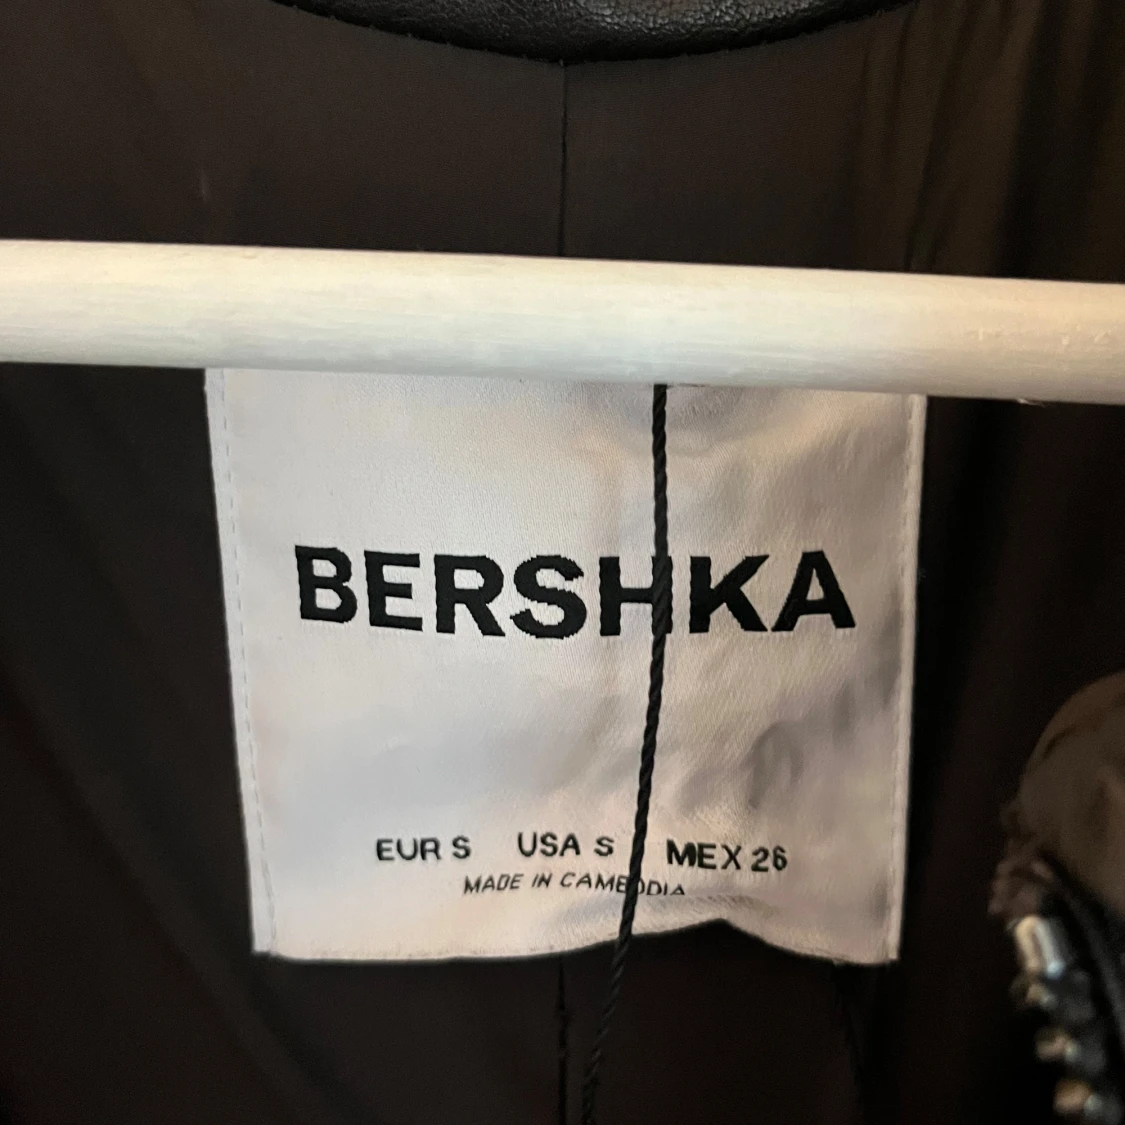 BERSHKA
EUR S USA S MEX 26
MADE IN CAMBODIA